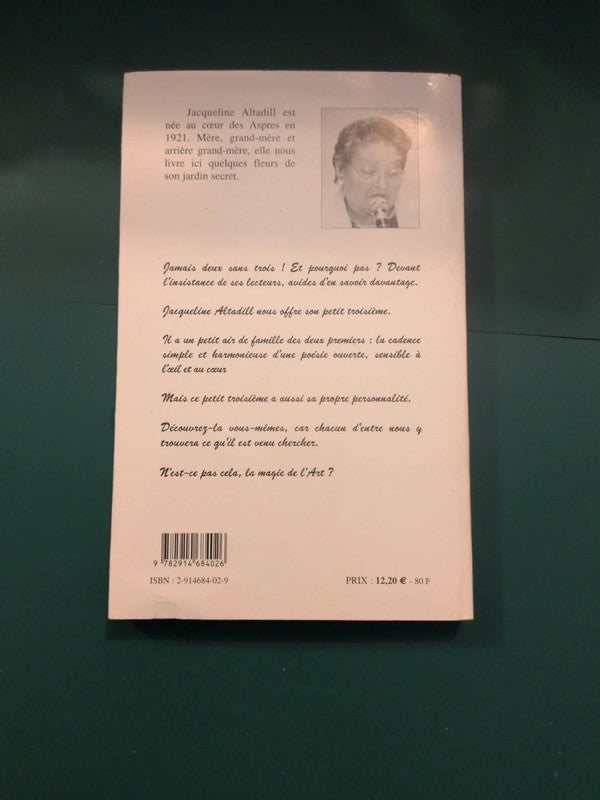 Jacqueline Altadill est
née au cœur des Aspres en
1921. Mère, grand-mère et
arrière grand-mère, elle nous
livre ici quelques fleurs de
son jardin secret.
Jamais deux sans trois ! Et pourquoi pas ? Devant
l'insistance de ses lecteurs, avides d'en savoir davantage.
Jacqueline Altadill nous offre son petit troisième.
Il a un petit air de famille des deux premiers : la cadence
simple et harmonieuse d'une poésie ouverte, sensible à
l'œil et au cœur
Mais ce petit troisième a aussi sa propre personnalité.
Découvrez-la vous-mêmes, car chacun d'entre nous y
trouvera ce qu'il est venu chercher.
N'est-ce pas cela, la magie de l'Art ?
9 782914 684026
ISBN : 2-914684-02-9
PRIX : 12,20 € - 80 F